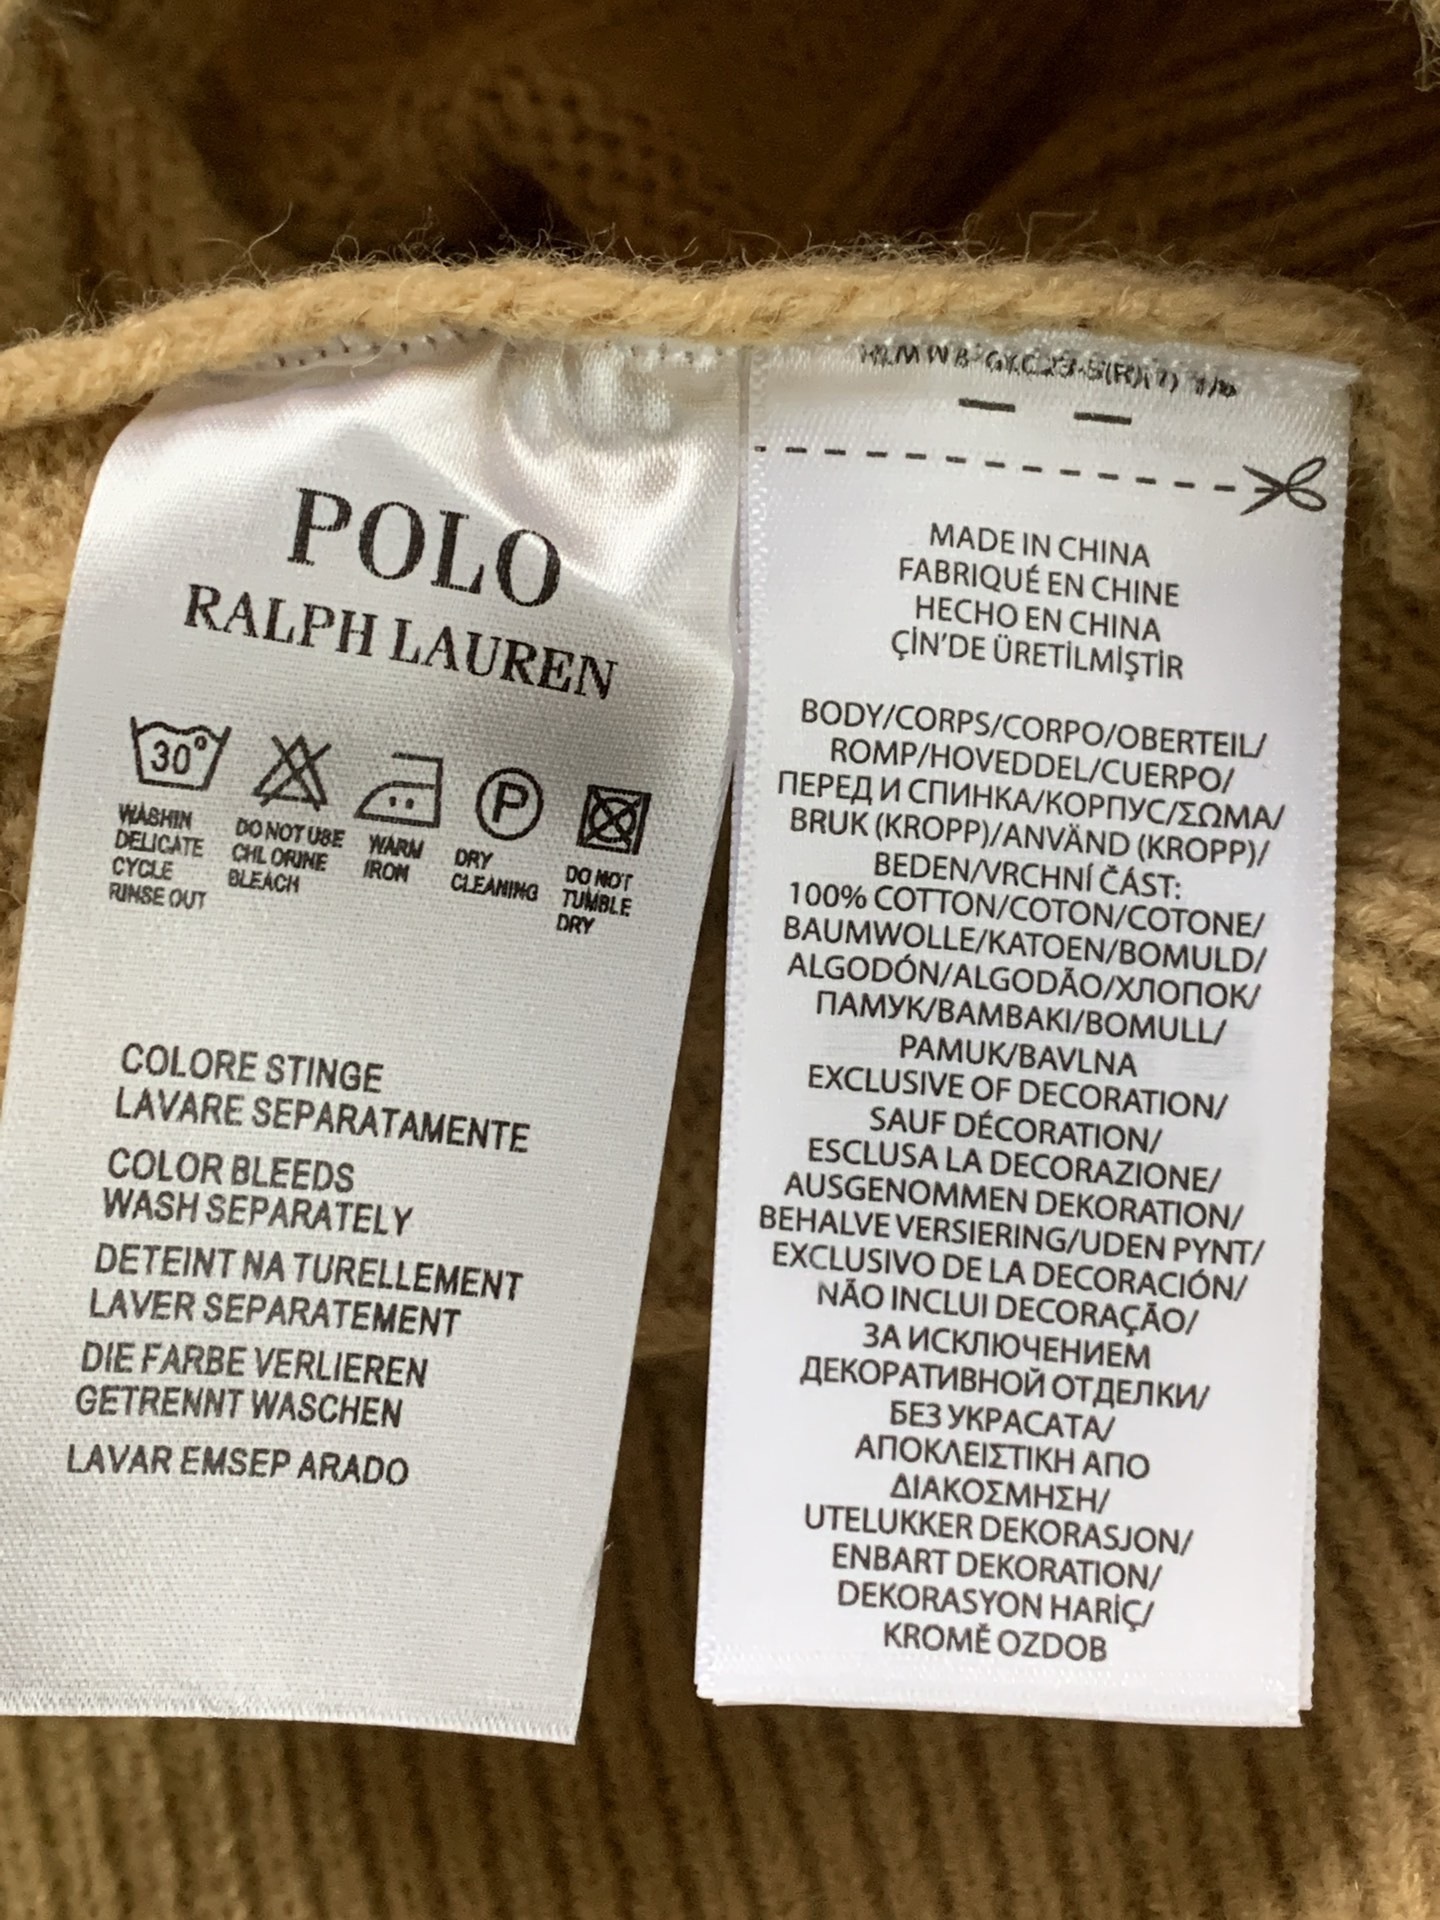 POLO
RALPH LAUREN
30°
WASHIN
DELICATE
CYCLE
RINSE OUT
DO NOT USE
CHLORINE
BLEACH
WARM
IRON
P
DRY
CLEANING
DO NOT
TUMBLE
DRY
COLORE STINGE
LAVARE SEPARATAMENTE
COLOR BLEEDS
WASH SEPARATELY
DETEINT NA TURELLEMENT
LAVER SEPARATEMENT
DIE FARBE VERLIEREN
GETRENNT WASCHEN
LAVAR EMSEP ARADO
MADE IN CHINA
FABRIQUÉ EN CHINE
HECHO EN CHINA
ÇİN'DE ÜRETİLMİŞTİR
BODY/CORPS/CORPO/OBERTEIL/
ROMP/HOVEDDEL/CUERPO/
ПЕРЕД И СПИНКА/КОРПУС/ΣΩΜΑ/
BRUK (KROPP)/ANVÄND (KROPP)/
BEDEN/VRCHNÍ ČÁST:
100% COTTON/COTON/COTONE/
BAUMWOLLE/KATOEN/BOMULD/
ALGODÓN/ALGODÃO/ХЛОПОК/
ПАМУК/BAMBAKI/BOMULL/
PAMUK/BAVLNA
EXCLUSIVE OF DECORATION/
SAUF DÉCORATION/
ESCLUSA LA DECORAZIONE/
AUSGENOMMEN DEKORATION/
BEHALVE VERSIERING/UDEN PYNT/
EXCLUSIVO DE LA DECORACIÓN/
NÃO INCLUI DECORAÇÃO/
ЗА ИСКЛЮЧЕНИЕМ
ДЕКОРАТИВНОЙ ОТДЕЛКИ/
БЕЗ УКРАСАТА/
ΑΠΟΚΛΕΙΣΤΙΚΗ ΑΠΟ
ΔΙΑΚΟΣΜΗΣΗ/
UTELUKKER DEKORASJON/
ENBART DEKORATION/
DEKORASYON HARİÇ/
KROMĚ OZDOB